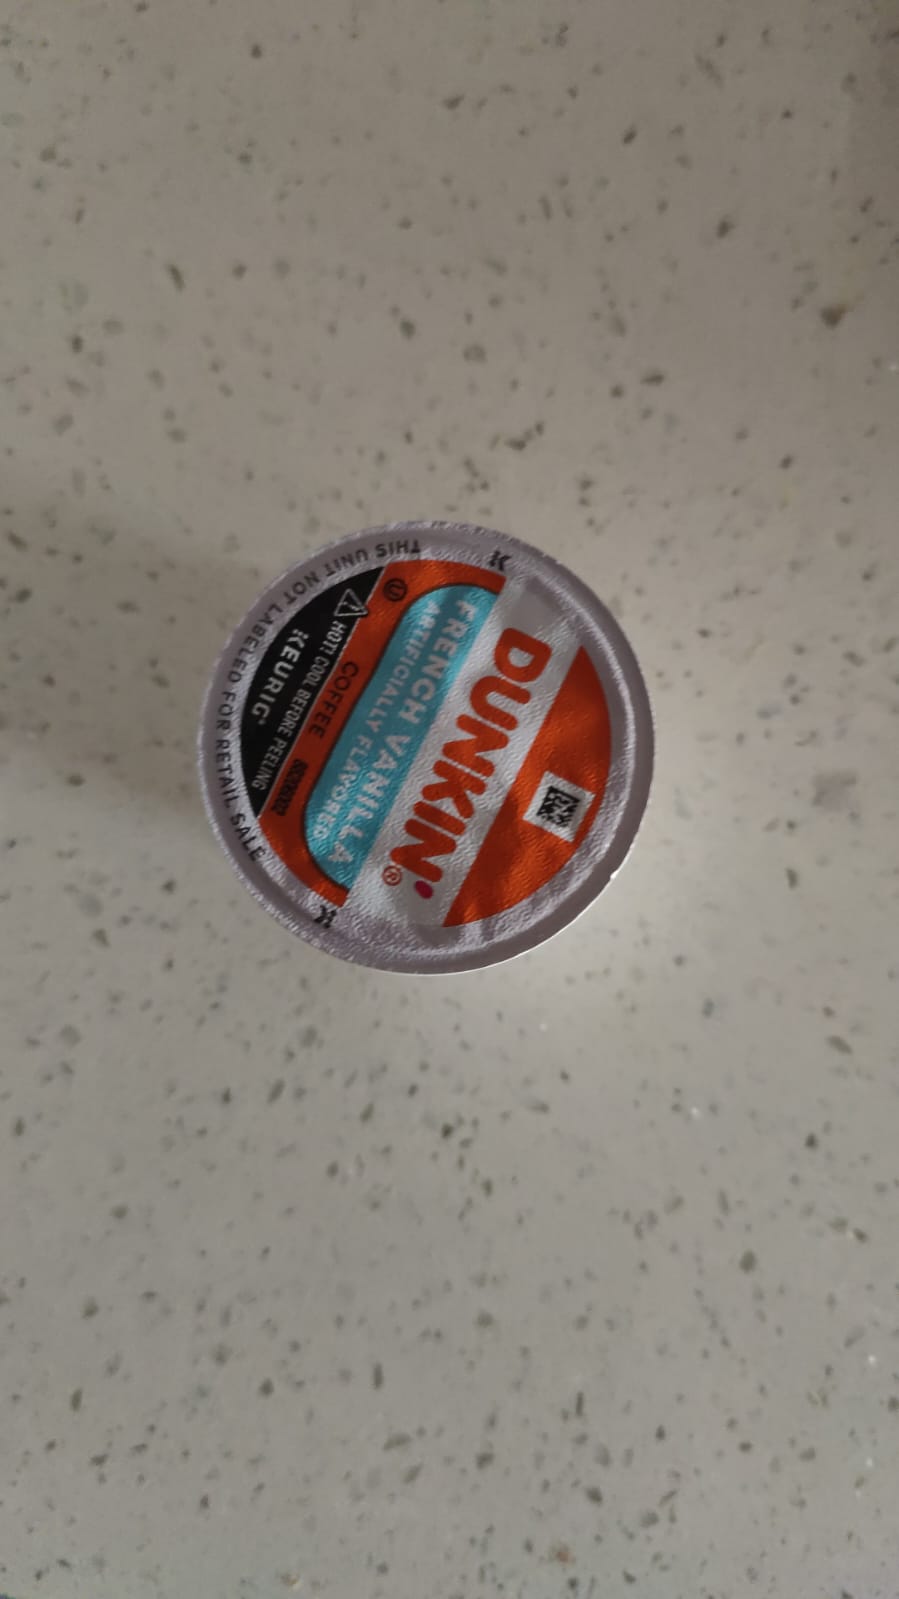 DUNKIN'®
FRENCH VANILLA
ARTIFICIALLY FLAVORED
U
COFFEE
HOT! COOL BEFORE PEELING
KEURIG®
THIS UNIT NOT LABELED FOR RETAIL SALE
K
K